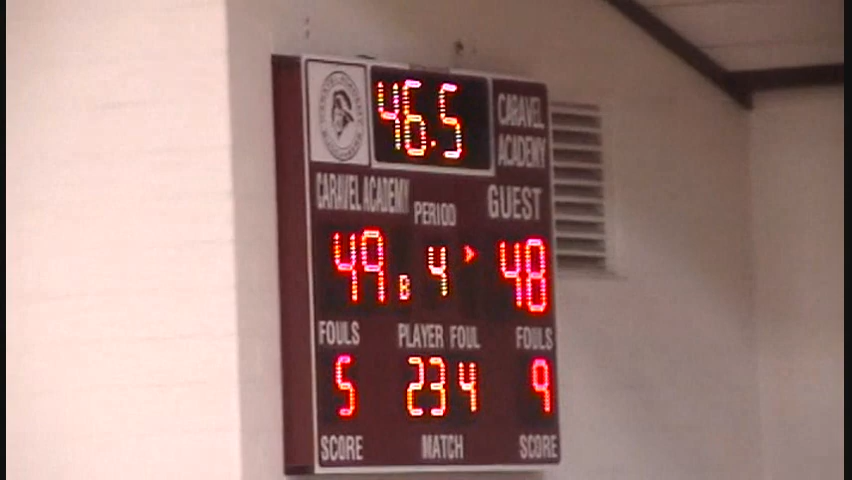 46.5
CARAVEL
ACADEMY
CARAVEL ACADEMY
PERIOD
GUEST
49 B 4 48
FOULS PLAYER FOUL FOULS
5 23 4 9
SCORE MATCH SCORE